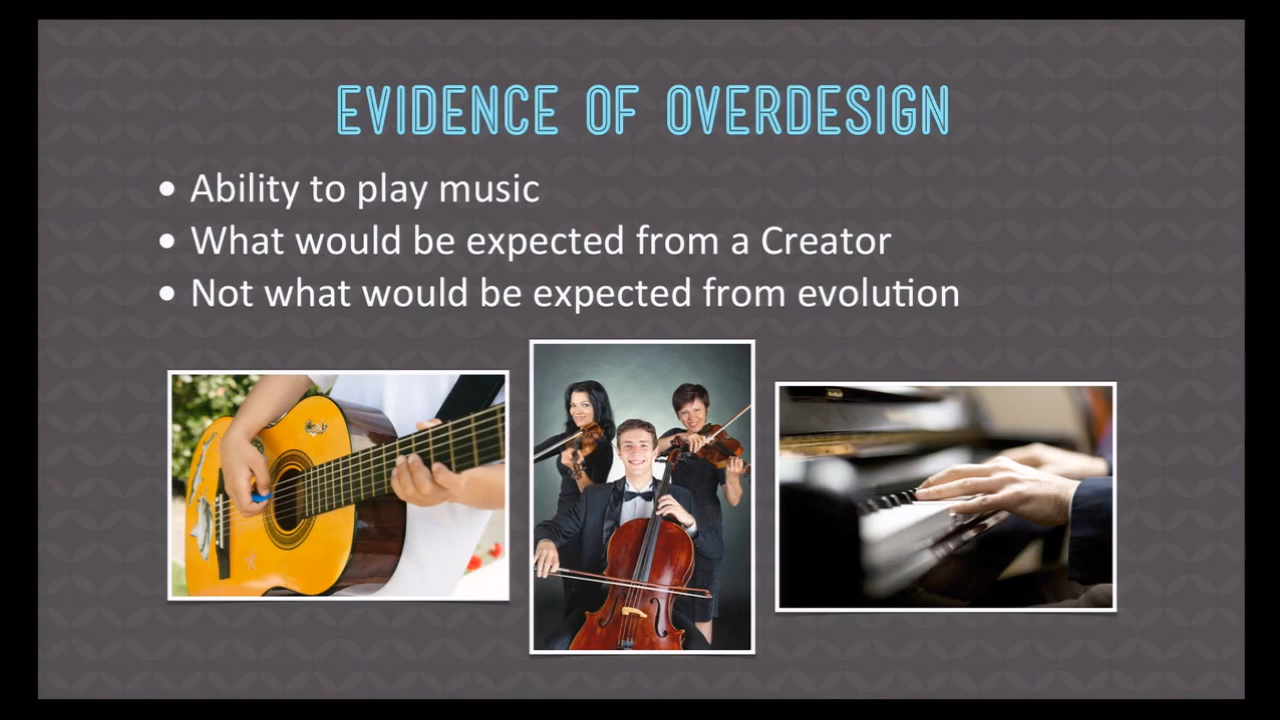 EVIDENCE OF OVERDESIGN
• Ability to play music
• What would be expected from a Creator
• Not what would be expected from evolution